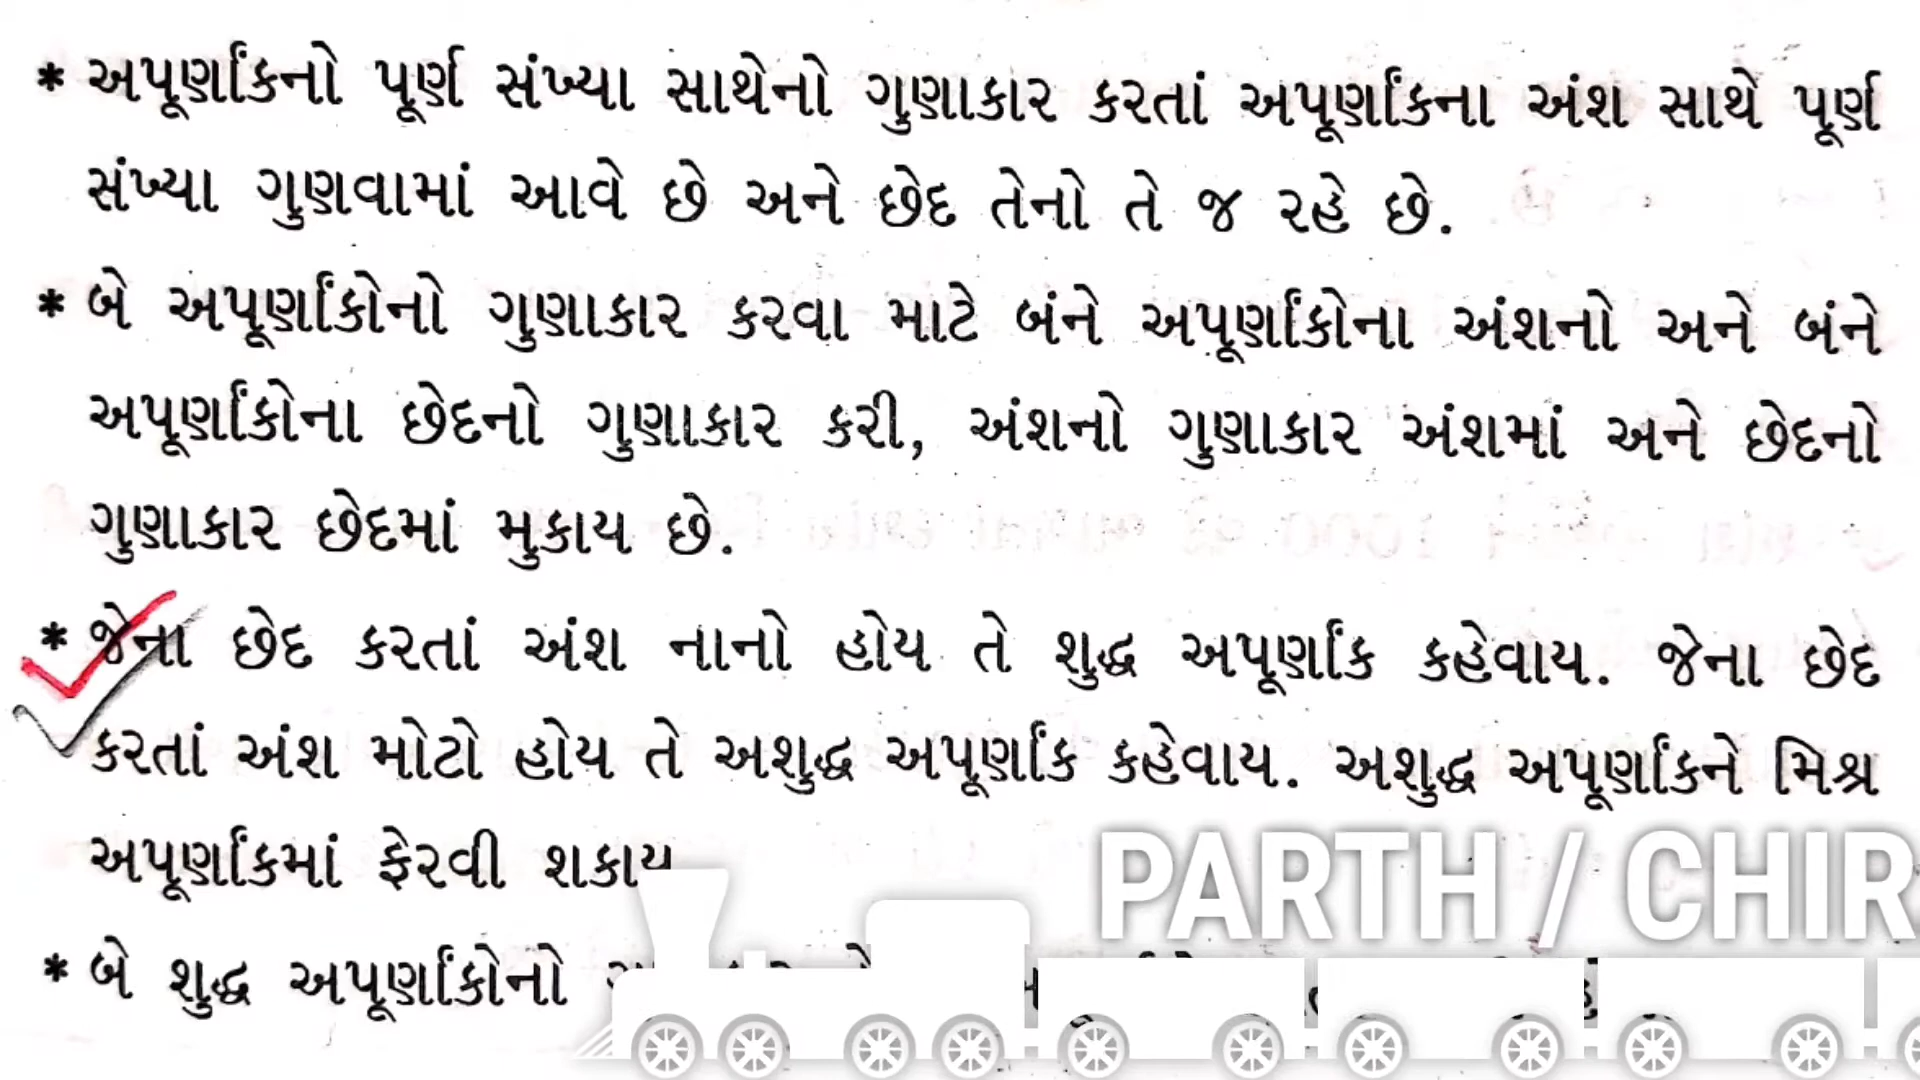 * અપૂર્ણાંકનો પૂર્ણ સંખ્યા સાથેનો ગુણાકાર કરતાં અપૂર્ણાંકના અંશ સાથે પૂર્ણ
સંખ્યા ગુણવામાં આવે છે અને છેદ તેનો તે જ રહે છે.
* બે અપૂર્ણાંકોનો ગુણાકાર કરવા માટે બંને અપૂર્ણાંકોના અંશનો અને બંને
અપૂર્ણાંકોના છેદનો ગુણાકાર કરી, અંશનો ગુણાકાર અંશમાં અને છેદનો
ગુણાકાર છેદમાં મુકાય છે.
* જેના છેદ કરતાં અંશ નાનો હોય તે શુદ્ધ અપૂર્ણાંક કહેવાય. જેના છેદ
કરતાં અંશ મોટો હોય તે અશુદ્ધ અપૂર્ણાંક કહેવાય. અશુદ્ધ અપૂર્ણાંકને મિશ્ર
અપૂર્ણાંકમાં ફેરવી શકાય
PARTH / CHIR
* બે શુદ્ધ અપૂર્ણાંકોનો